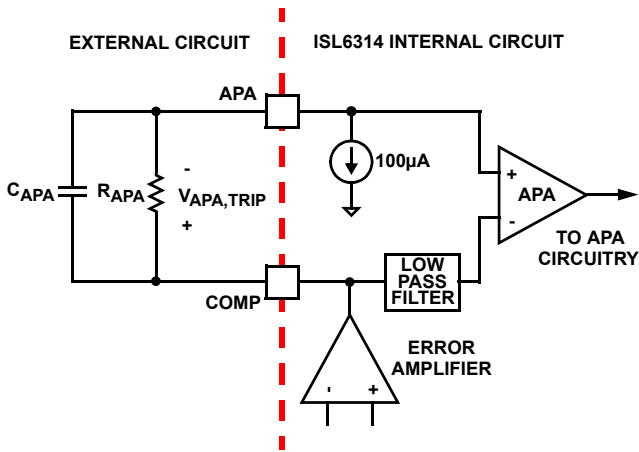 EXTERNAL CIRCUIT
ISL6314 INTERNAL CIRCUIT
APA
100µA
CAPA
RAPA
-
VAPA,TRIP
+
+
APA
-
TO APA
CIRCUITRY
LOW
PASS
FILTER
COMP
ERROR
AMPLIFIER
- +